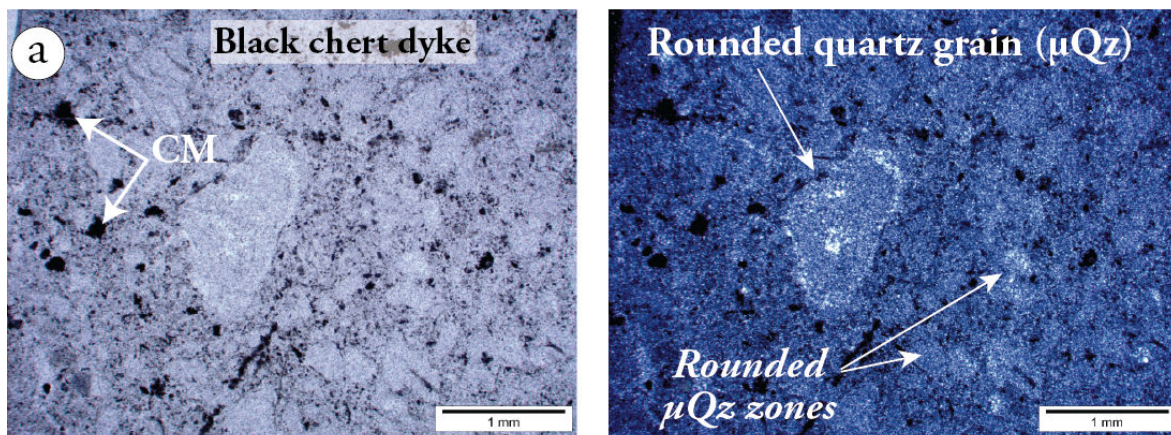 a
Black chert dyke
CM
1 mm
Rounded quartz grain (µQz)
Rounded
µQz zones
1 mm